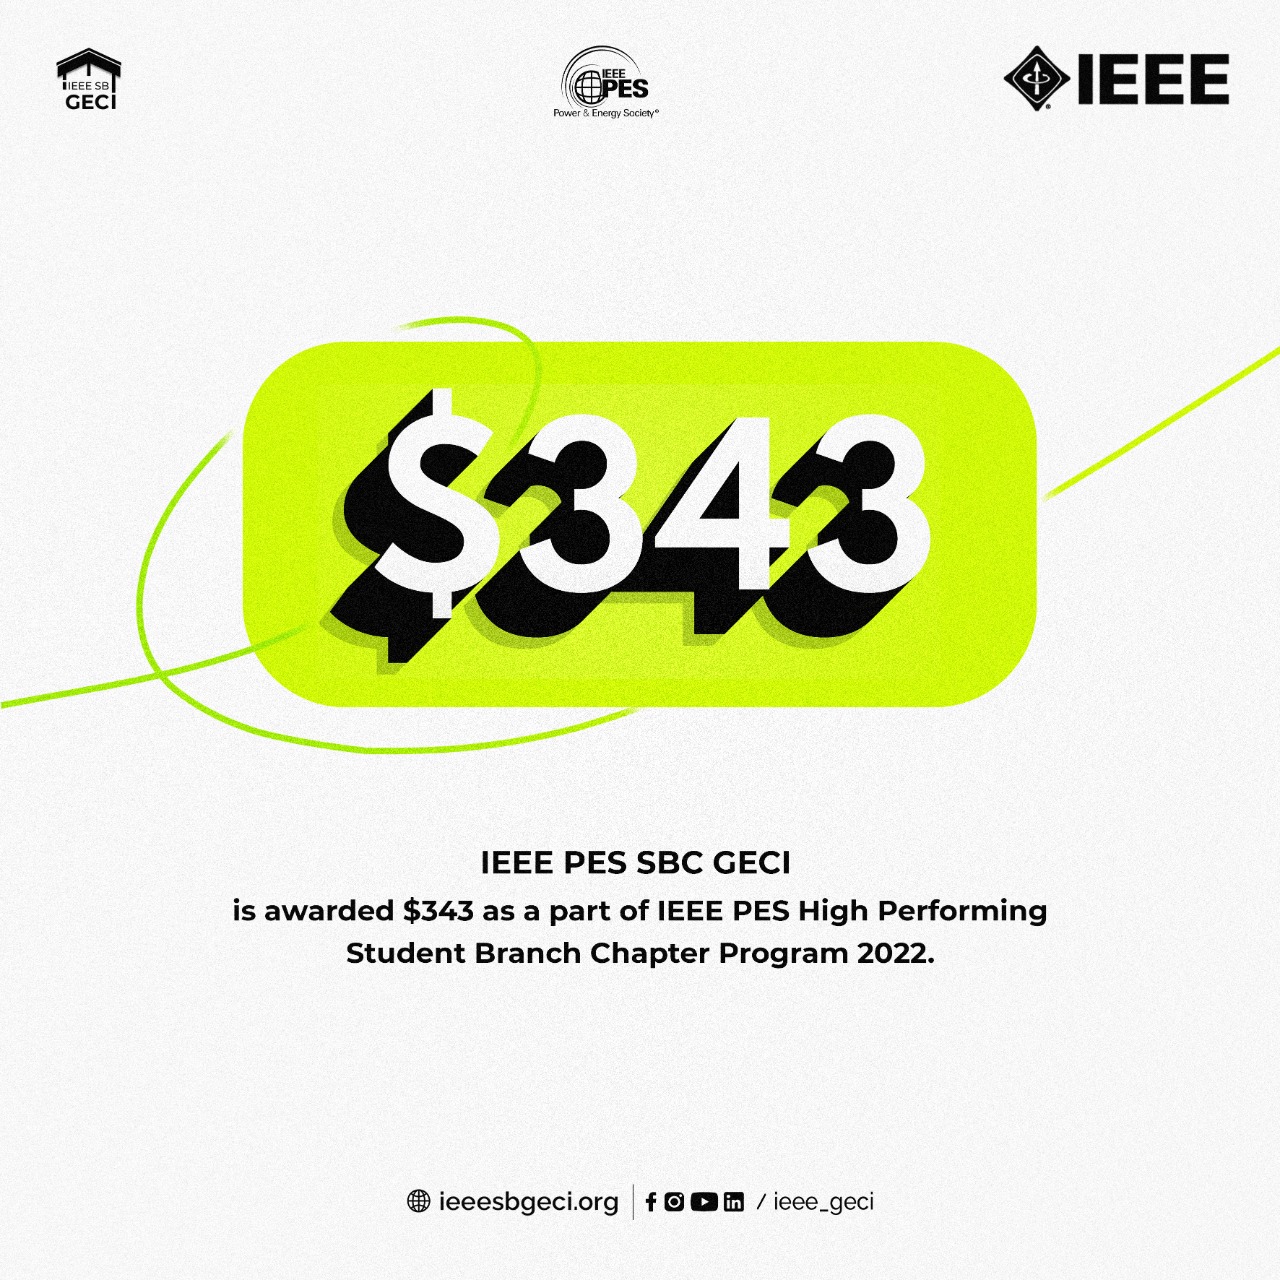 IEEE SB
GECI
IEEE
PES
Power & Energy Society®
IEEE
$343
IEEE PES SBC GECI
is awarded $343 as a part of IEEE PES High Performing
Student Branch Chapter Program 2022.
ieeesbgeci.org
/ ieee_geci